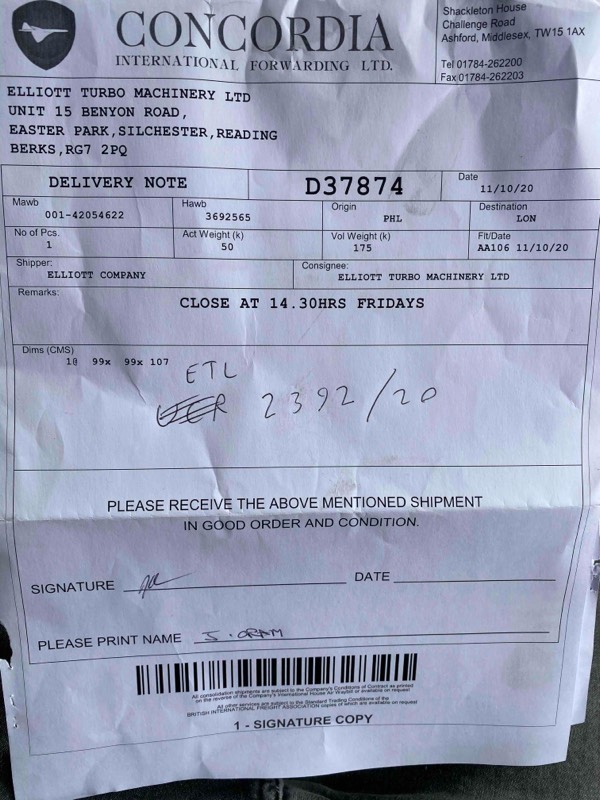 CONCORDIA
INTERNATIONAL FORWARDING LTD.
Shackleton House
Challenge Road
Ashford, Middlesex, TW15 1AX
Tel 01784-262200
Fax 01784-262203
ELLIOTT TURBO MACHINERY LTD
UNIT 15 BENYON ROAD,
EASTER PARK,SILCHESTER,READING
BERKS,RG7 2PQ
DELIVERY NOTE
D37874
Date
11/10/20
Mawb
001-42054622
Hawb
3692565
Origin
PHL
Destination
LON
No of Pcs.
1
Act Weight (k)
50
Vol Weight (k)
175
Flt/Date
AA106 11/10/20
Shipper:
ELLIOTT COMPANY
Consignee:
ELLIOTT TURBO MACHINERY LTD
Remarks:
CLOSE AT 14.30HRS FRIDAYS
Dims (CMS)
1@ 99x 99x 107
ETL
2392/20
PLEASE RECEIVE THE ABOVE MENTIONED SHIPMENT
IN GOOD ORDER AND CONDITION.
SIGNATURE
DATE
PLEASE PRINT NAME J. ORAM
All consolidation shipments are subject to the Company's Conditions of Contract as printed
on the reverse of the Company's International House Air Waybill or available on request
All other services are subject to the Standard Trading Conditions of the
BRITISH INTERNATIONAL FREIGHT ASSOCIATION copies of which are available on request
1 - SIGNATURE COPY